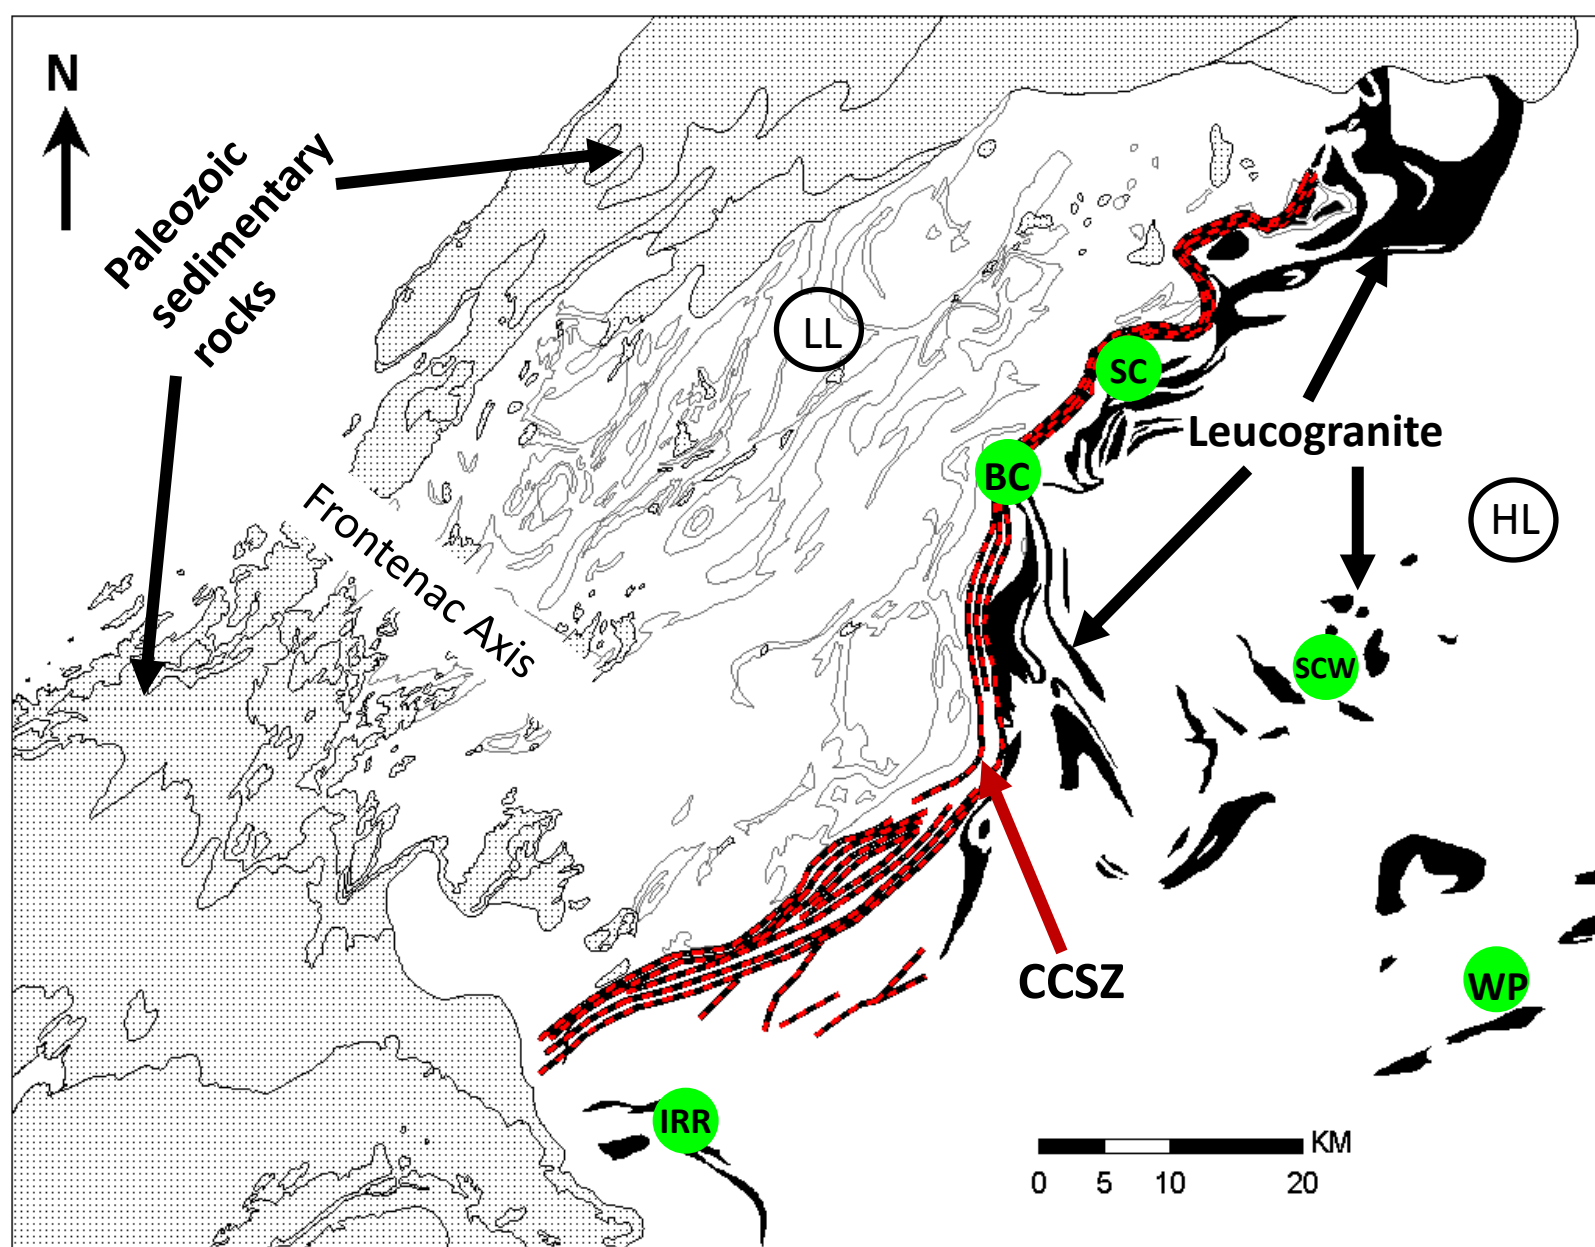 N
Paleozoic
sedimentary
rocks
LL
SC
Leucogranite
BC
HL
Frontenac Axis
SCW
CCSZ
WP
IRR
KM
0 5 10 20